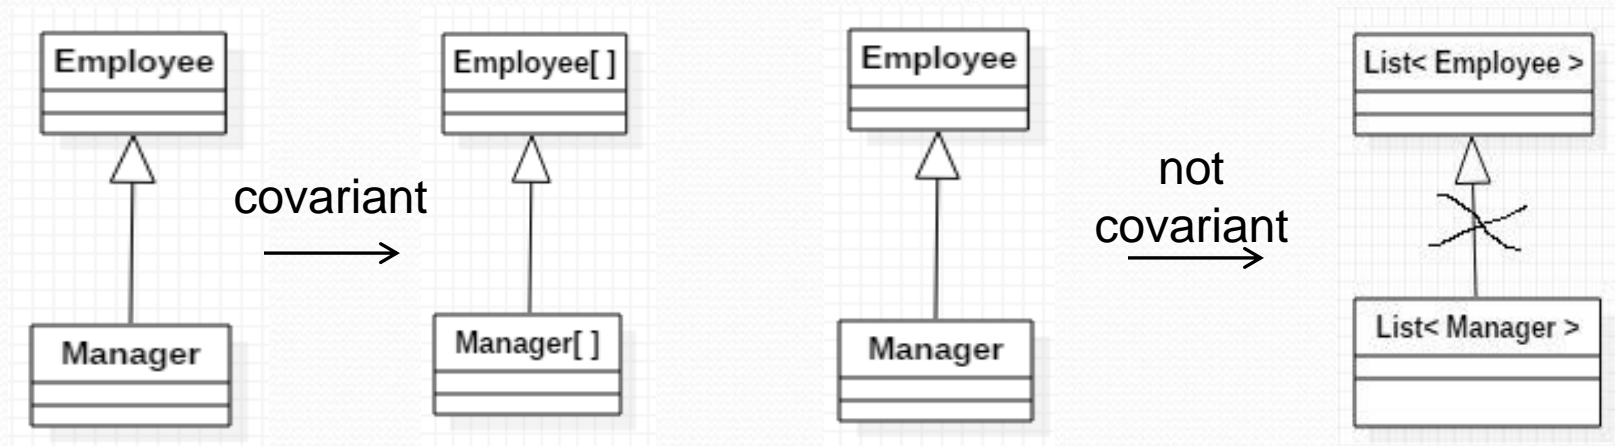 Employee
Manager
covariant
Employee[ ]
Manager[ ]
Employee
Manager
not
covariant
List< Employee >
List< Manager >